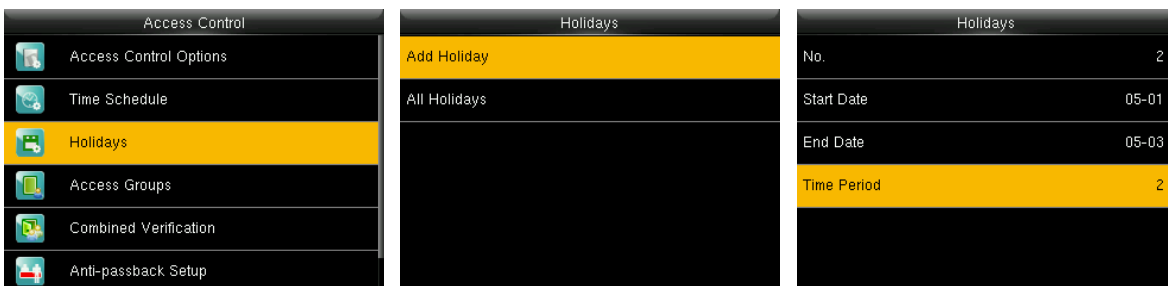 Access Control
Access Control Options
Time Schedule
Holidays
Access Groups
Combined Verification
Anti-passback Setup
Holidays
Add Holiday
All Holidays
Holidays
No. 2
Start Date 05-01
End Date 05-03
Time Period 2